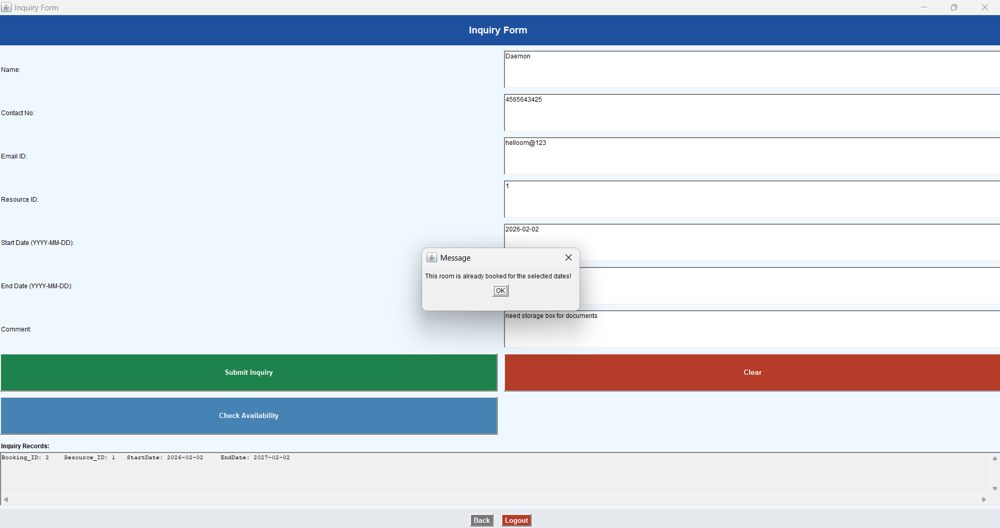 Inquiry Form
Inquiry Form
Name:
Daemon
Contact No:
4565643425
Email ID:
helloom@123
Resource ID:
1
Start Date (YYYY-MM-DD):
2026-02-02
Message
This room is already booked for the selected dates!
OK
End Date (YYYY-MM-DD):
Comment:
need storage box for documents
Submit Inquiry
Clear
Check Availability
Inquiry Records:
Booking_ID: 2 Resource_ID: 1 StartDate: 2026-02-02 EndDate: 2027-02-02
Back
Logout